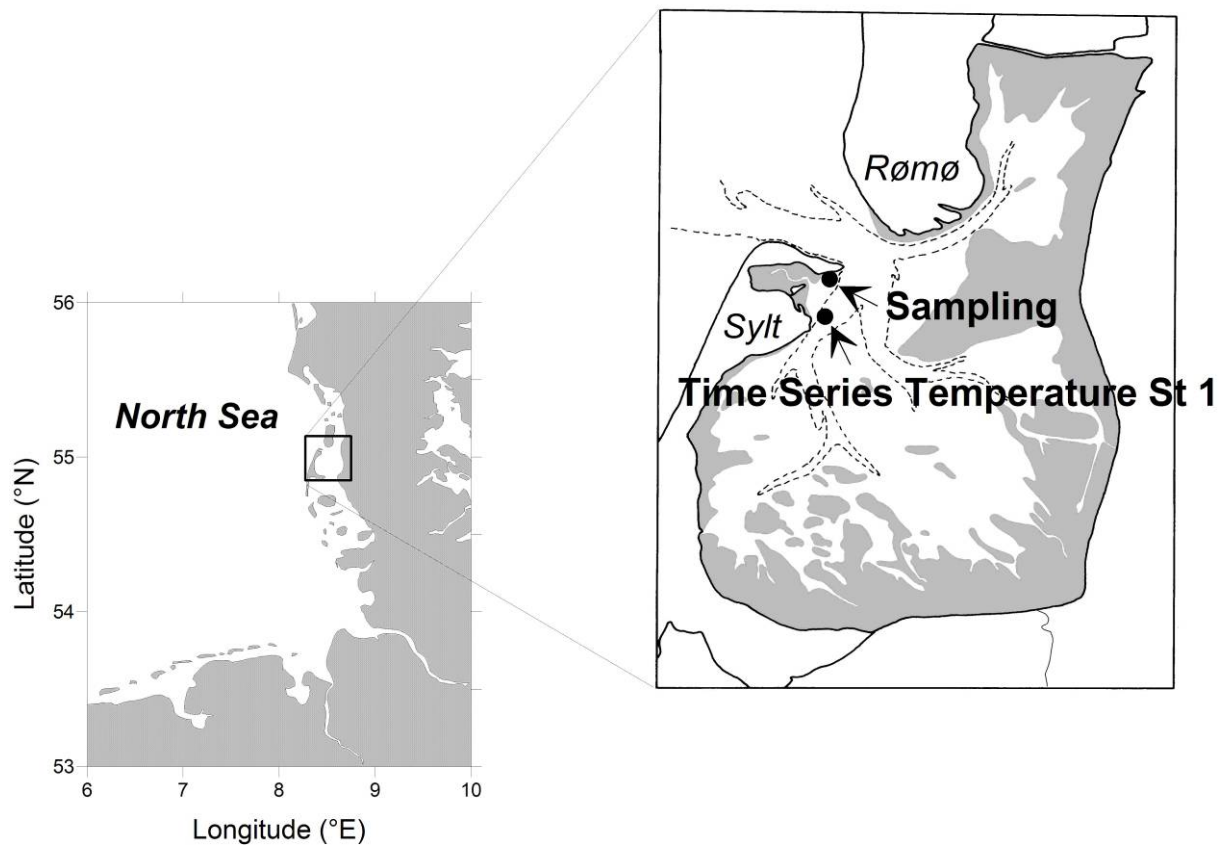 Rømø
Sampling
Sylt
Time Series Temperature St 1
North Sea
56
55
54
53
Latitude (°N)
6
7
8
9
10
Longitude (°E)